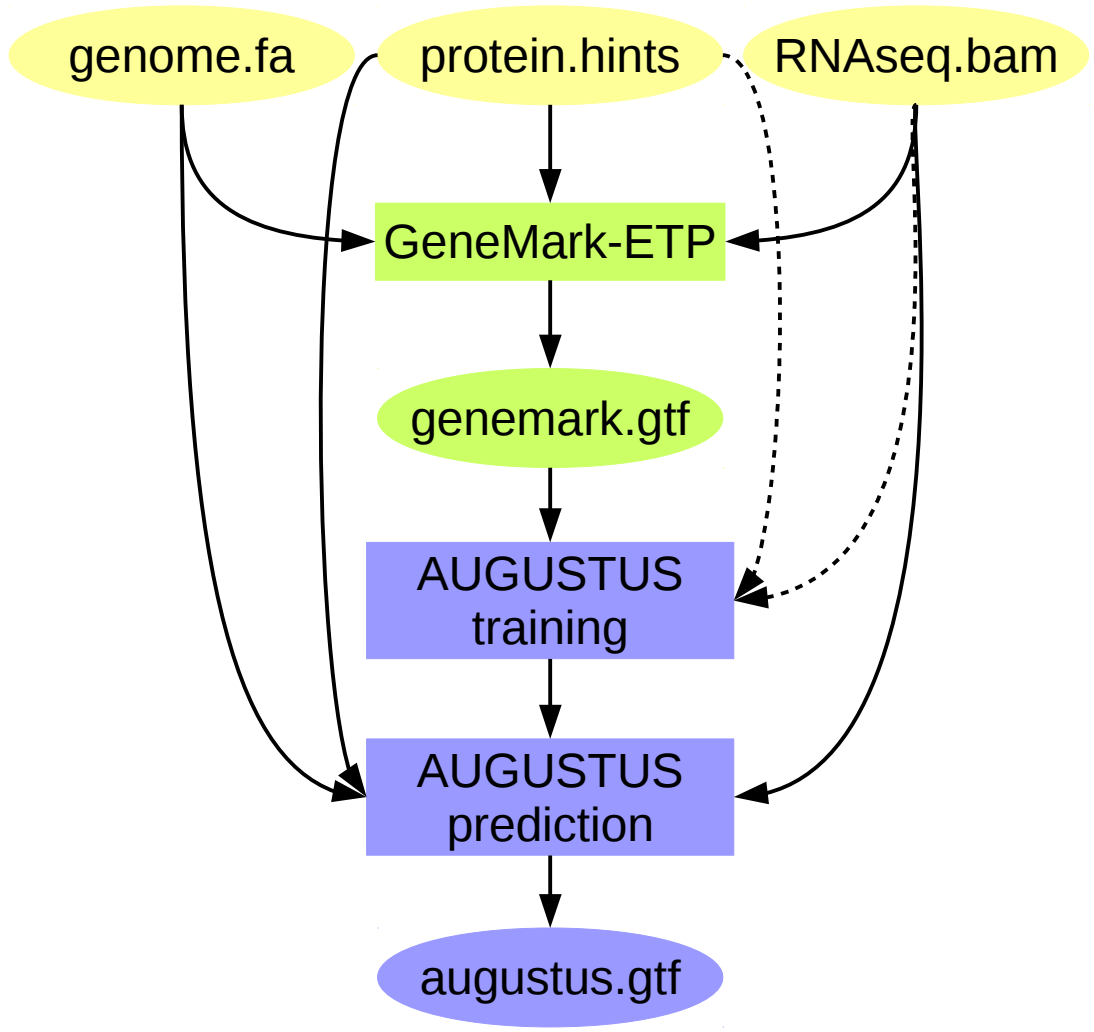 genome.fa
protein.hints
RNAseq.bam
GeneMark-ETP
genemark.gtf
AUGUSTUS
training
AUGUSTUS
prediction
augustus.gtf